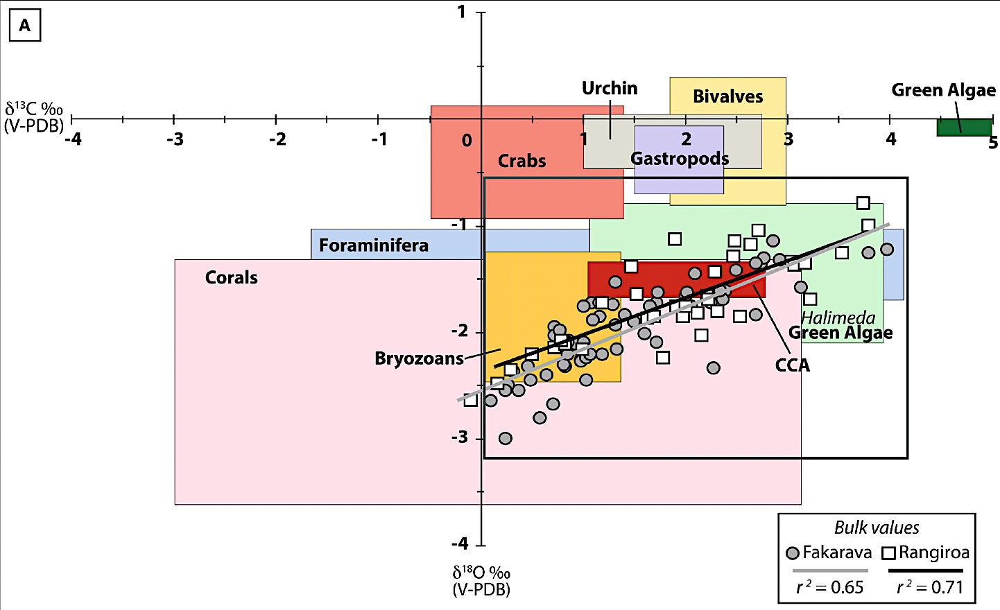 A
1
Urchin
Bivalves
Green Algae
δ¹³C ‰
(V-PDB)
-4 -3 -2 -1 0 1 2 3 4 5
Crabs
Gastropods
-1
Foraminifera
Corals
-2
Halimeda
Green Algae
Bryozoans
CCA
-3
-4
δ¹⁸O ‰
(V-PDB)
Bulk values
Fakarava Rangiroa
r² = 0.65 r² = 0.71